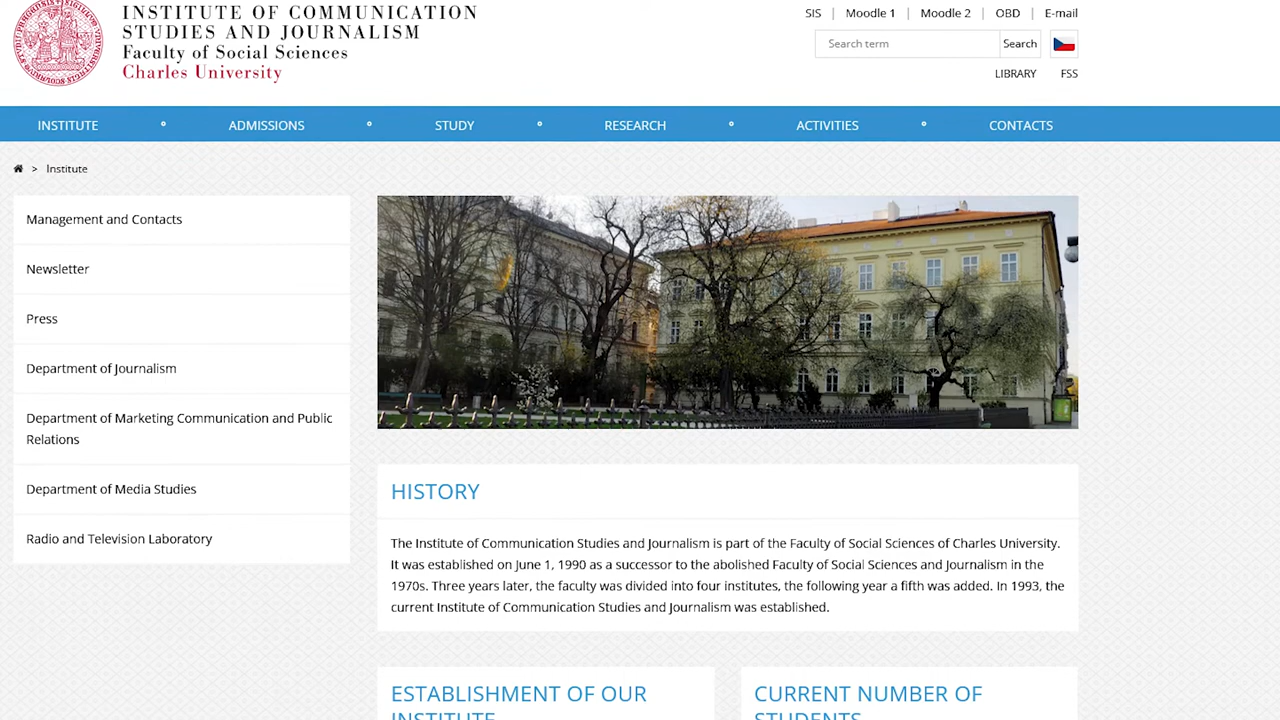 INSTITUTE OF COMMUNICATION
STUDIES AND JOURNALISM
Faculty of Social Sciences
Charles University
SIS | Moodle 1 | Moodle 2 | OBD | E-mail
Search term
Search
LIBRARY
FSS
INSTITUTE
ADMISSIONS
STUDY
RESEARCH
ACTIVITIES
CONTACTS
> Institute
Management and Contacts
Newsletter
Press
Department of Journalism
Department of Marketing Communication and Public
Relations
Department of Media Studies
Radio and Television Laboratory
HISTORY
The Institute of Communication Studies and Journalism is part of the Faculty of Social Sciences of Charles University.
It was established on June 1, 1990 as a successor to the abolished Faculty of Social Sciences and Journalism in the
1970s. Three years later, the faculty was divided into four institutes, the following year a fifth was added. In 1993, the
current Institute of Communication Studies and Journalism was established.
ESTABLISHMENT OF OUR
INSTITUTE
CURRENT NUMBER OF
STUDENTS